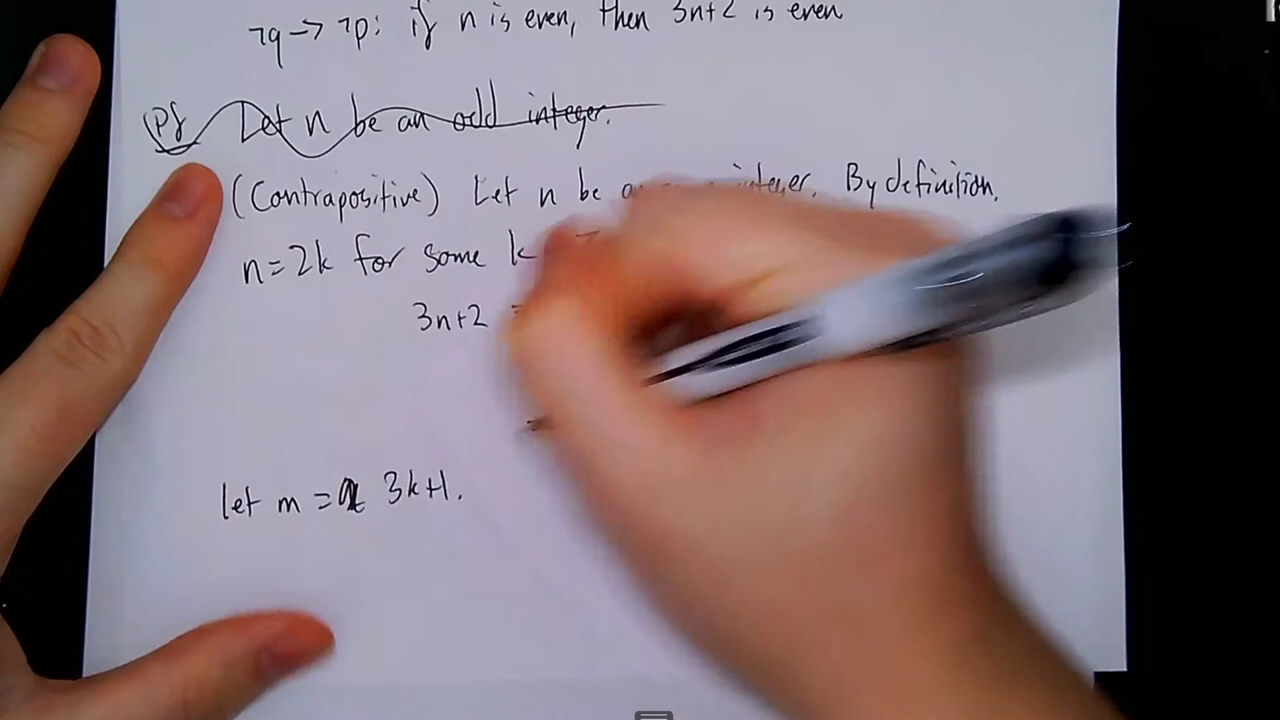 ¬q → ¬p: if n is even, then 3n+2 is even
Pf Let n be an odd integer.
(Contrapositive) Let n be integer. By definition,
n=2k for some k
3n+2
let m = 3k+1.